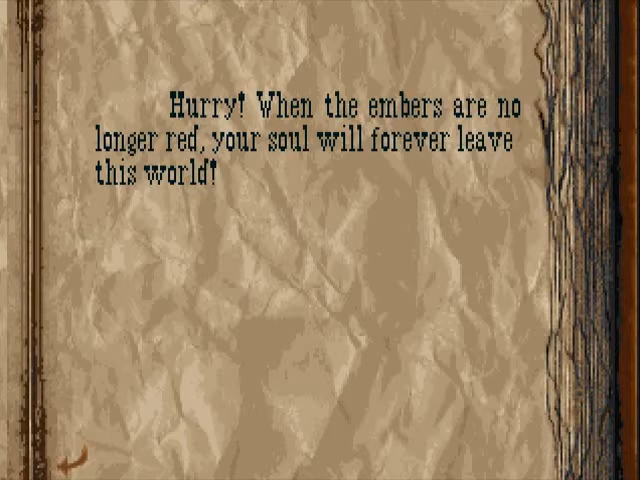 Hurry! When the embers are no
longer red, your soul will forever leave
this world!